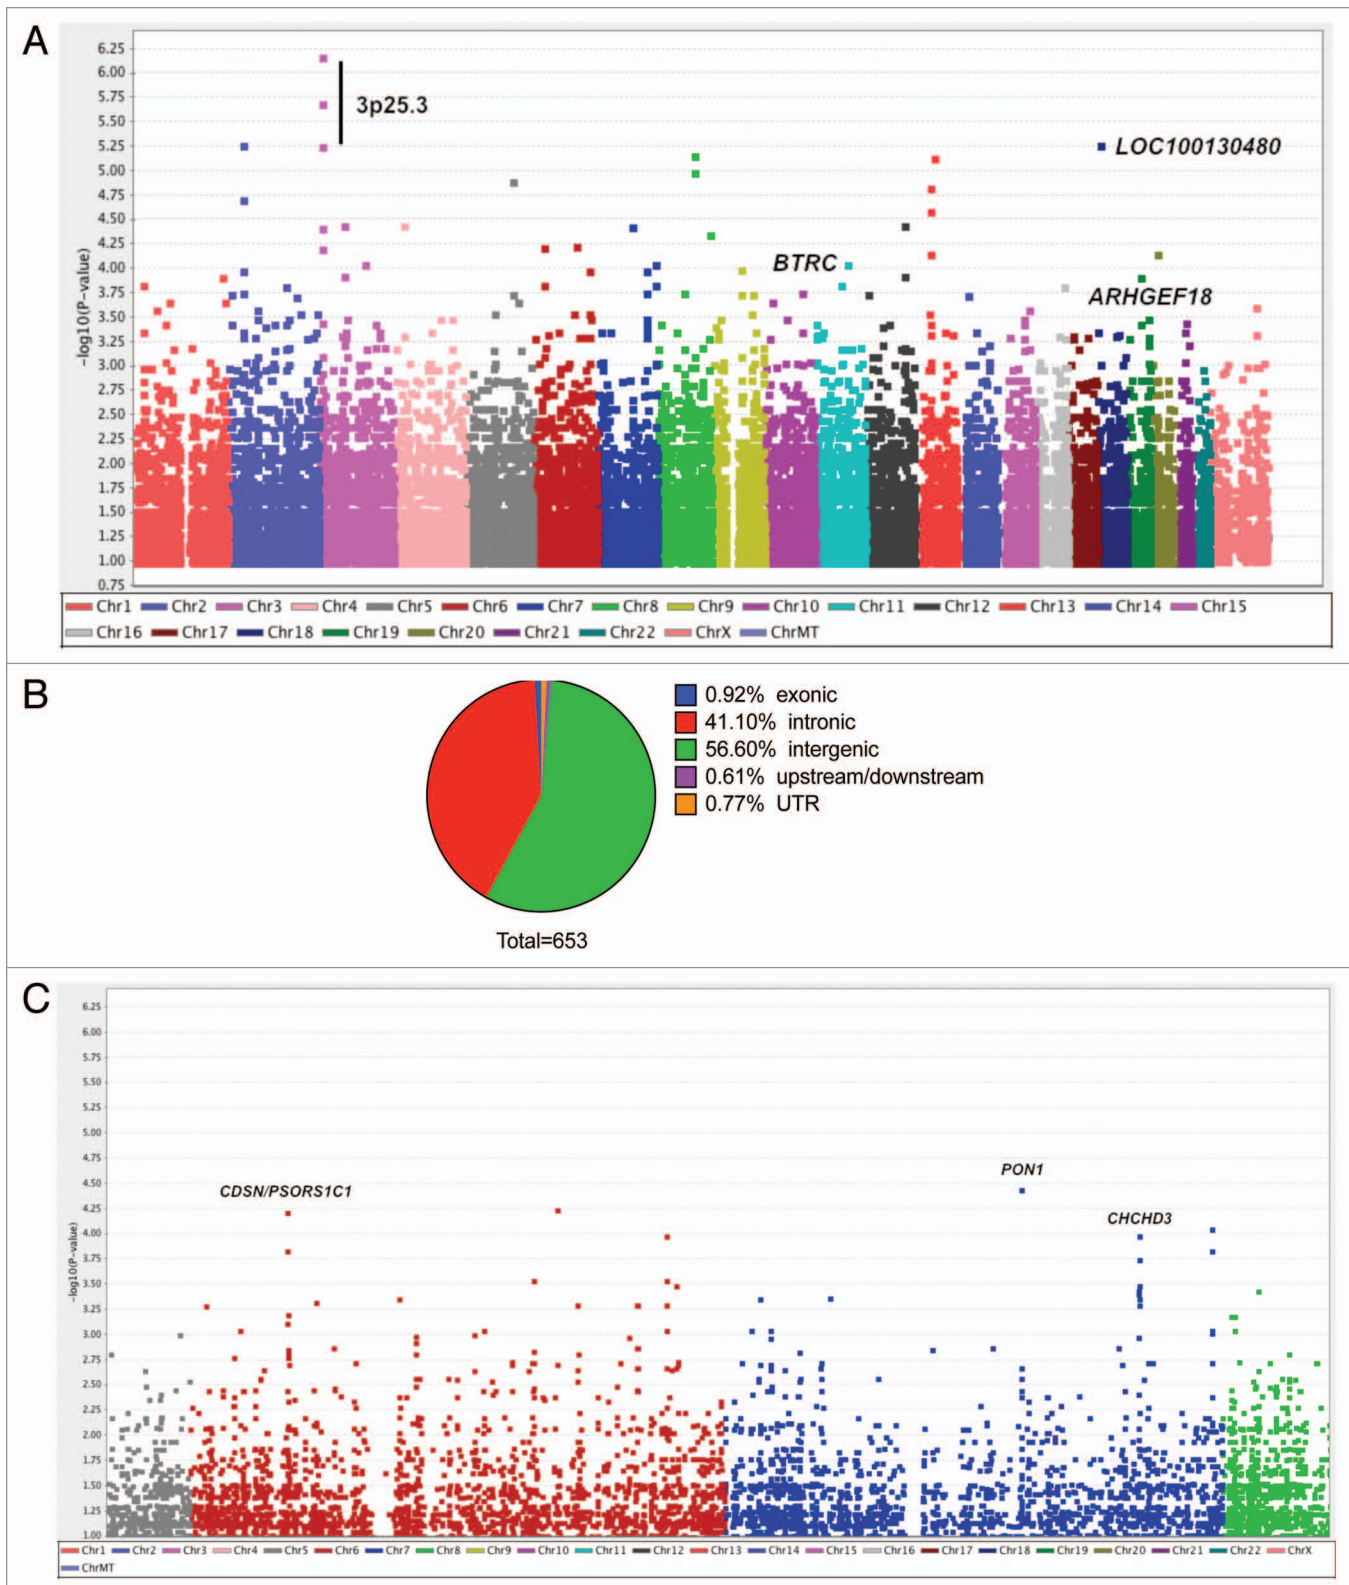 A
6.25
6.00
5.75
5.50
5.25
5.00
4.75
4.50
4.25
4.00
3.75
3.50
3.25
3.00
2.75
2.50
2.25
2.00
1.75
1.50
1.25
1.00
0.75
-log10(P-value)
3p25.3
LOC100130480
BTRC
ARHGEF18
Chr1 Chr2 Chr3 Chr4 Chr5 Chr6 Chr7 Chr8 Chr9 Chr10 Chr11 Chr12 Chr13 Chr14 Chr15
Chr16 Chr17 Chr18 Chr19 Chr20 Chr21 Chr22 ChrX ChrMT
B
0.92% exonic
41.10% intronic
56.60% intergenic
0.61% upstream/downstream
0.77% UTR
Total=653
C
6.25
6.00
5.75
5.50
5.25
5.00
4.75
4.50
4.25
4.00
3.75
3.50
3.25
3.00
2.75
2.50
2.25
2.00
1.75
1.50
1.25
1.00
-log10(P-value)
PON1
CDSN/PSORS1C1
CHCHD3
Chr1 Chr2 Chr3 Chr4 Chr5 Chr6 Chr7 Chr8 Chr9 Chr10 Chr11 Chr12 Chr13 Chr14 Chr15 Chr16 Chr17 Chr18 Chr19 Chr20 Chr21 Chr22 ChrX
ChrMT